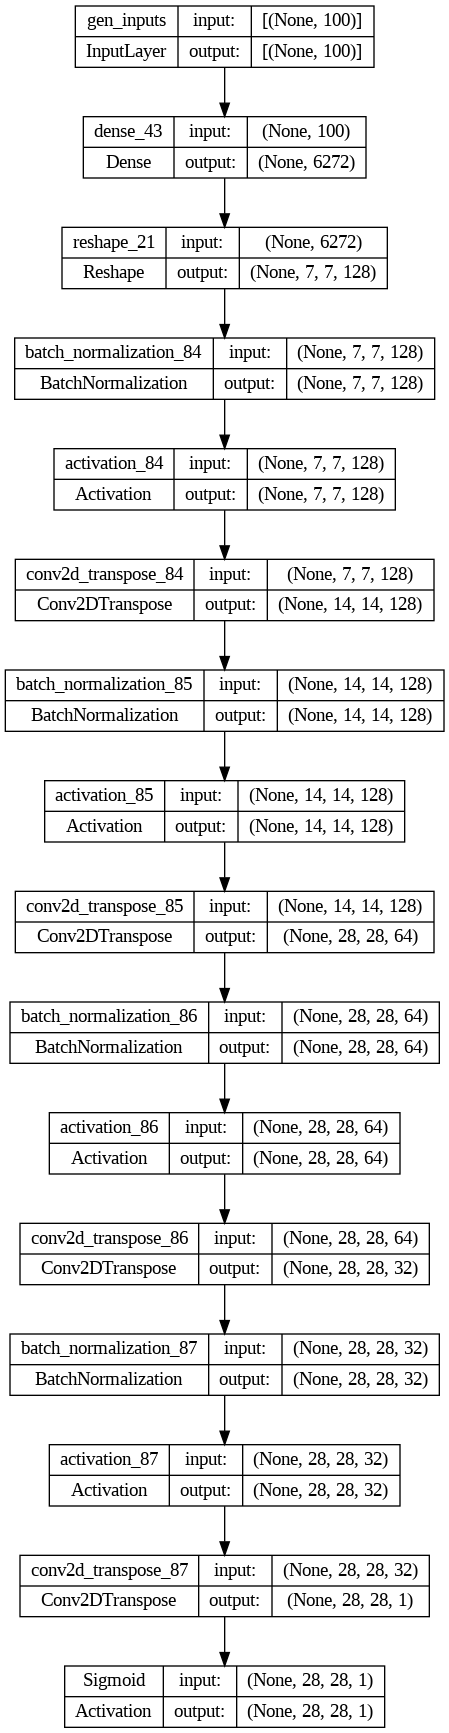 gen_inputs input: [(None, 100)]
InputLayer output: [(None, 100)]
dense_43 input: (None, 100)
Dense output: (None, 6272)
reshape_21 input: (None, 6272)
Reshape output: (None, 7, 7, 128)
batch_normalization_84 input: (None, 7, 7, 128)
BatchNormalization output: (None, 7, 7, 128)
activation_84 input: (None, 7, 7, 128)
Activation output: (None, 7, 7, 128)
conv2d_transpose_84 input: (None, 7, 7, 128)
Conv2DTranspose output: (None, 14, 14, 128)
batch_normalization_85 input: (None, 14, 14, 128)
BatchNormalization output: (None, 14, 14, 128)
activation_85 input: (None, 14, 14, 128)
Activation output: (None, 14, 14, 128)
conv2d_transpose_85 input: (None, 14, 14, 128)
Conv2DTranspose output: (None, 28, 28, 64)
batch_normalization_86 input: (None, 28, 28, 64)
BatchNormalization output: (None, 28, 28, 64)
activation_86 input: (None, 28, 28, 64)
Activation output: (None, 28, 28, 64)
conv2d_transpose_86 input: (None, 28, 28, 64)
Conv2DTranspose output: (None, 28, 28, 32)
batch_normalization_87 input: (None, 28, 28, 32)
BatchNormalization output: (None, 28, 28, 32)
activation_87 input: (None, 28, 28, 32)
Activation output: (None, 28, 28, 32)
conv2d_transpose_87 input: (None, 28, 28, 32)
Conv2DTranspose output: (None, 28, 28, 1)
Sigmoid input: (None, 28, 28, 1)
Activation output: (None, 28, 28, 1)